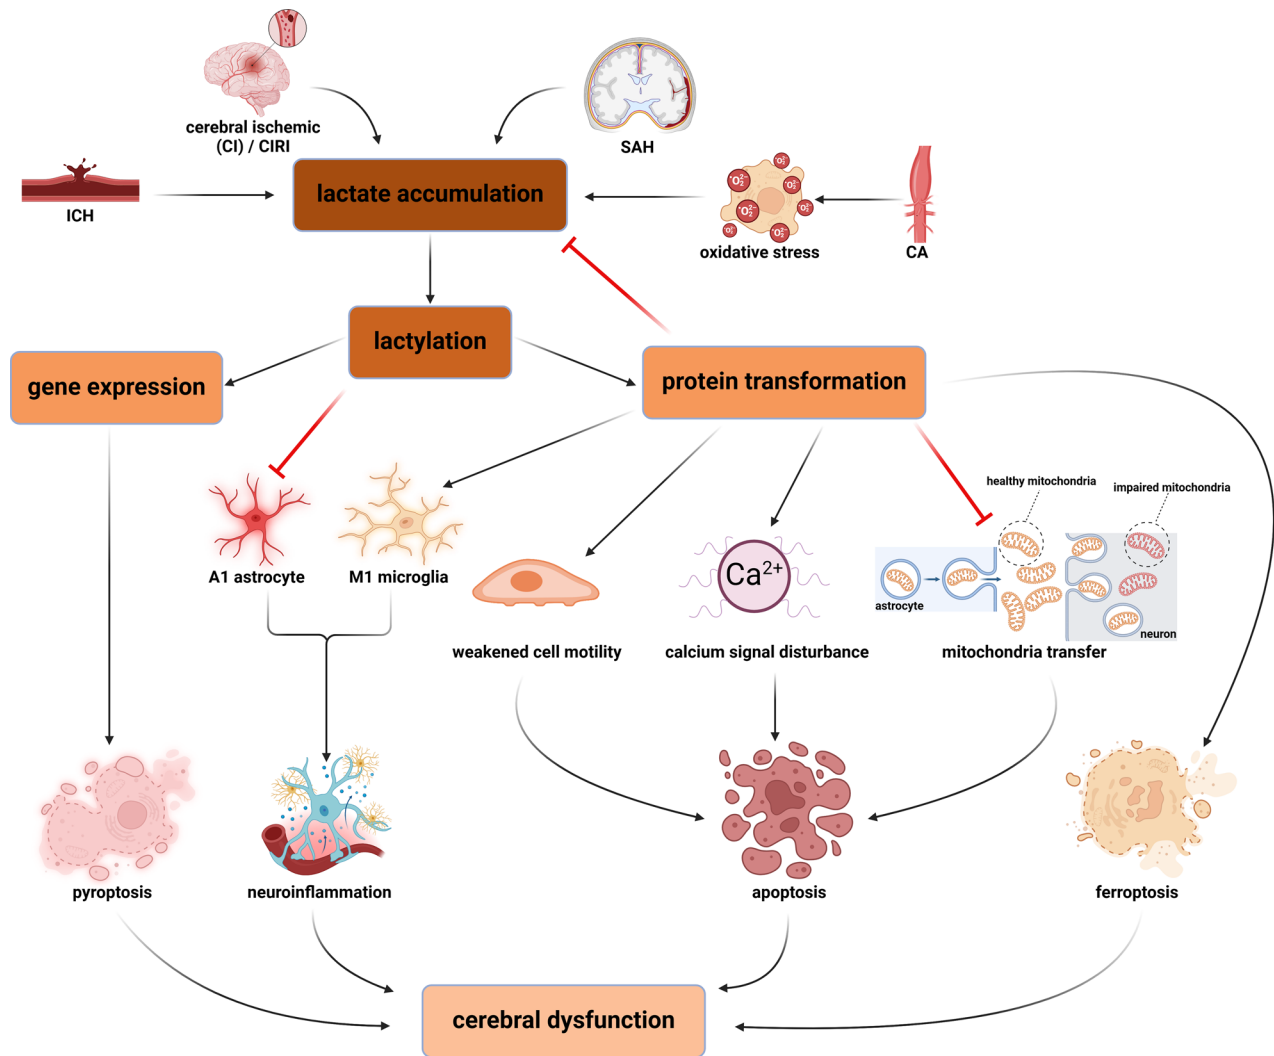 cerebral ischemic
(CI) / CIRI
SAH
ICH
lactate accumulation
oxidative stress
CA
lactylation
gene expression
protein transformation
healthy mitochondria
impaired mitochondria
A1 astrocyte
M1 microglia
Ca2+
astrocyte
neuron
weakened cell motility
calcium signal disturbance
mitochondria transfer
pyroptosis
neuroinflammation
apoptosis
ferroptosis
cerebral dysfunction